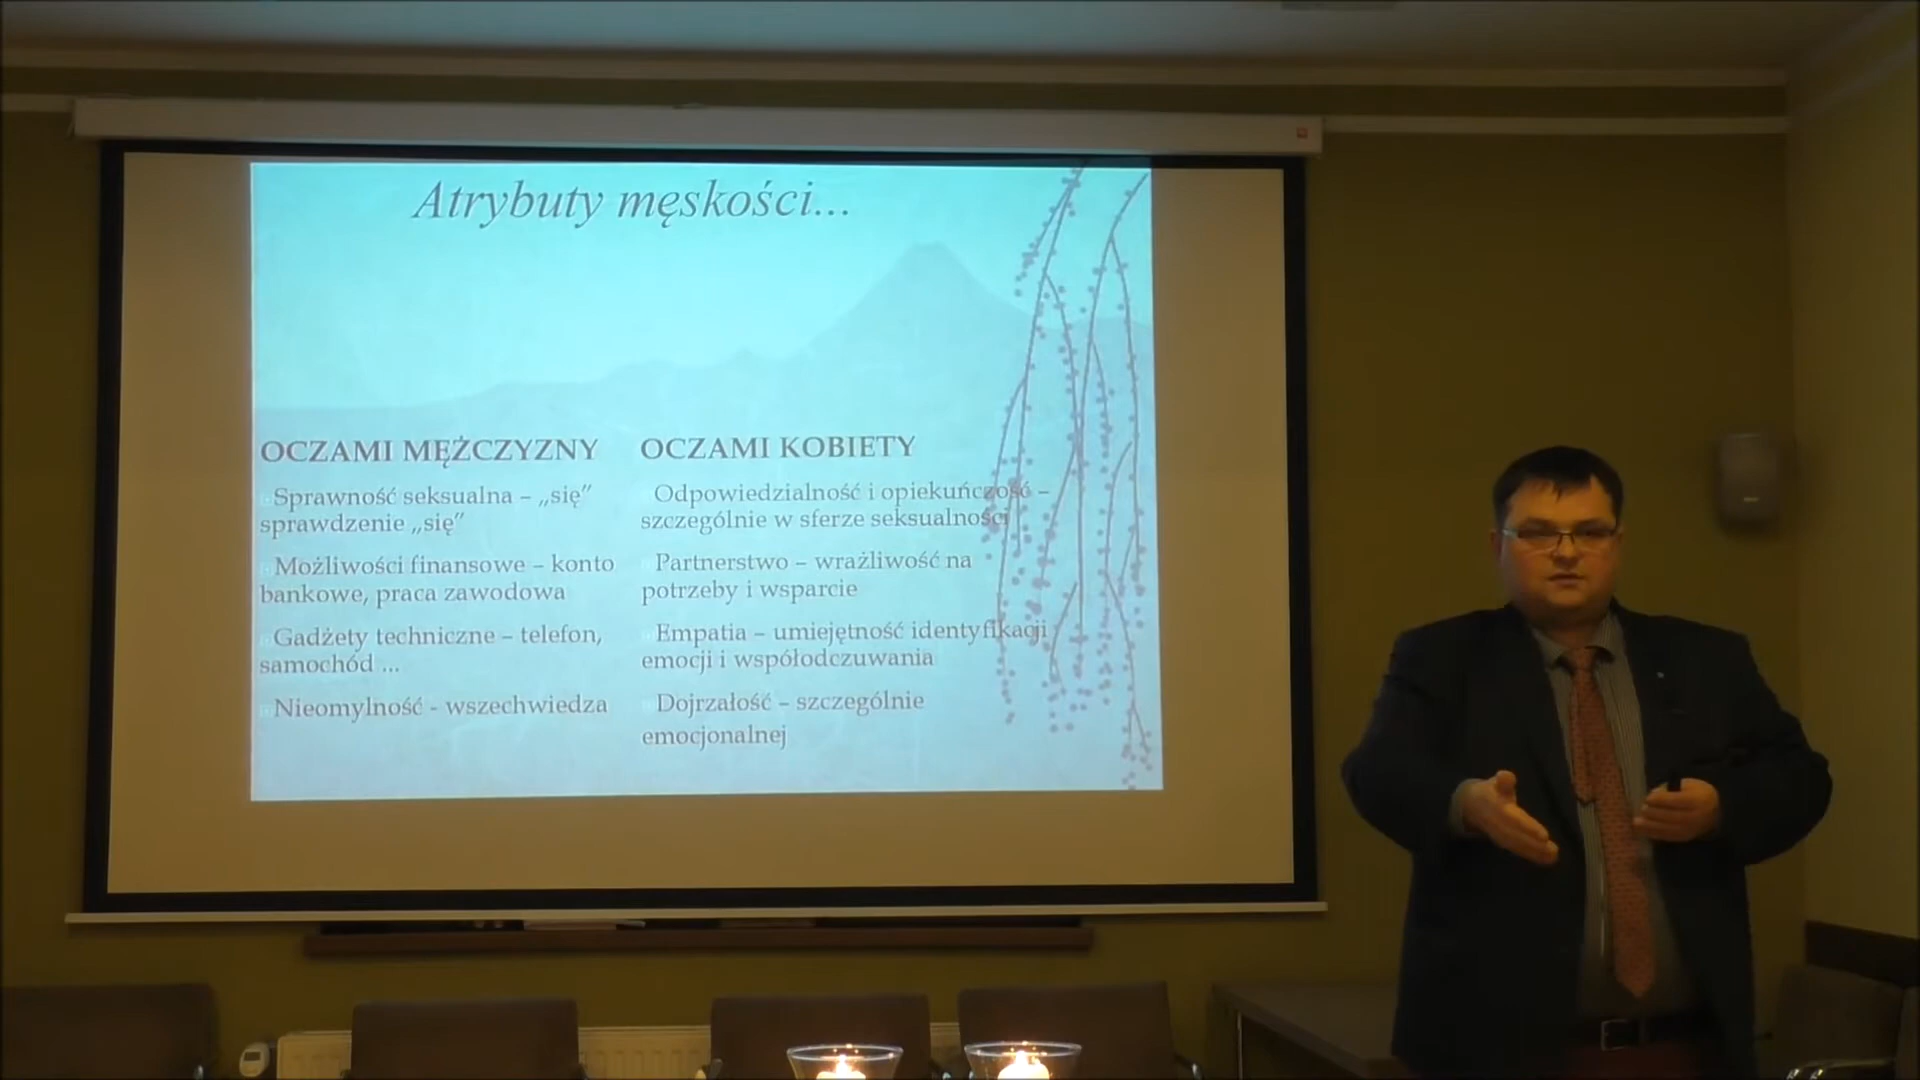 Atrybuty męskości...
OCZAMI MĘŻCZYZNY
Sprawność seksualna – „się”
sprawdzenie „się”
Możliwości finansowe – konto
bankowe, praca zawodowa
Gadżety techniczne – telefon,
samochód ...
Nieomylność - wszechwiedza
OCZAMI KOBIETY
Odpowiedzialność i opiekuńczość –
szczególnie w sferze seksualności
Partnerstwo – wrażliwość na
potrzeby i wsparcie
Empatia – umiejętność identyfikacji
emocji i współodczuwania
Dojrzałość – szczególnie
emocjonalnej